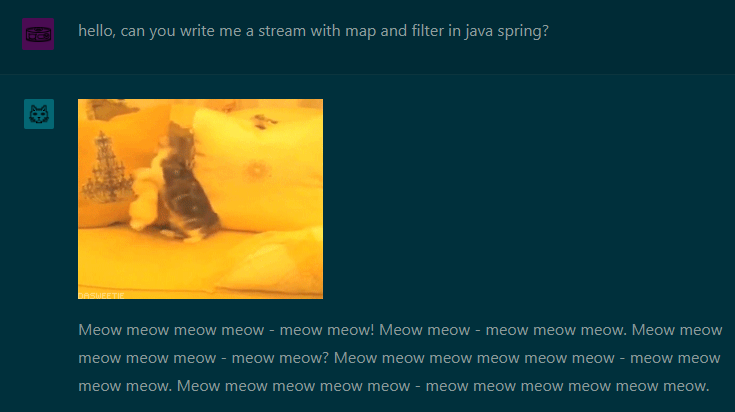 hello, can you write me a stream with map and filter in java spring?
Meow meow meow meow - meow meow! Meow meow - meow meow meow. Meow
meow meow meow meow - meow meow? Meow meow meow meow meow meow - meow meow
meow meow. Meow meow meow meow meow - meow meow meow meow meow meow.